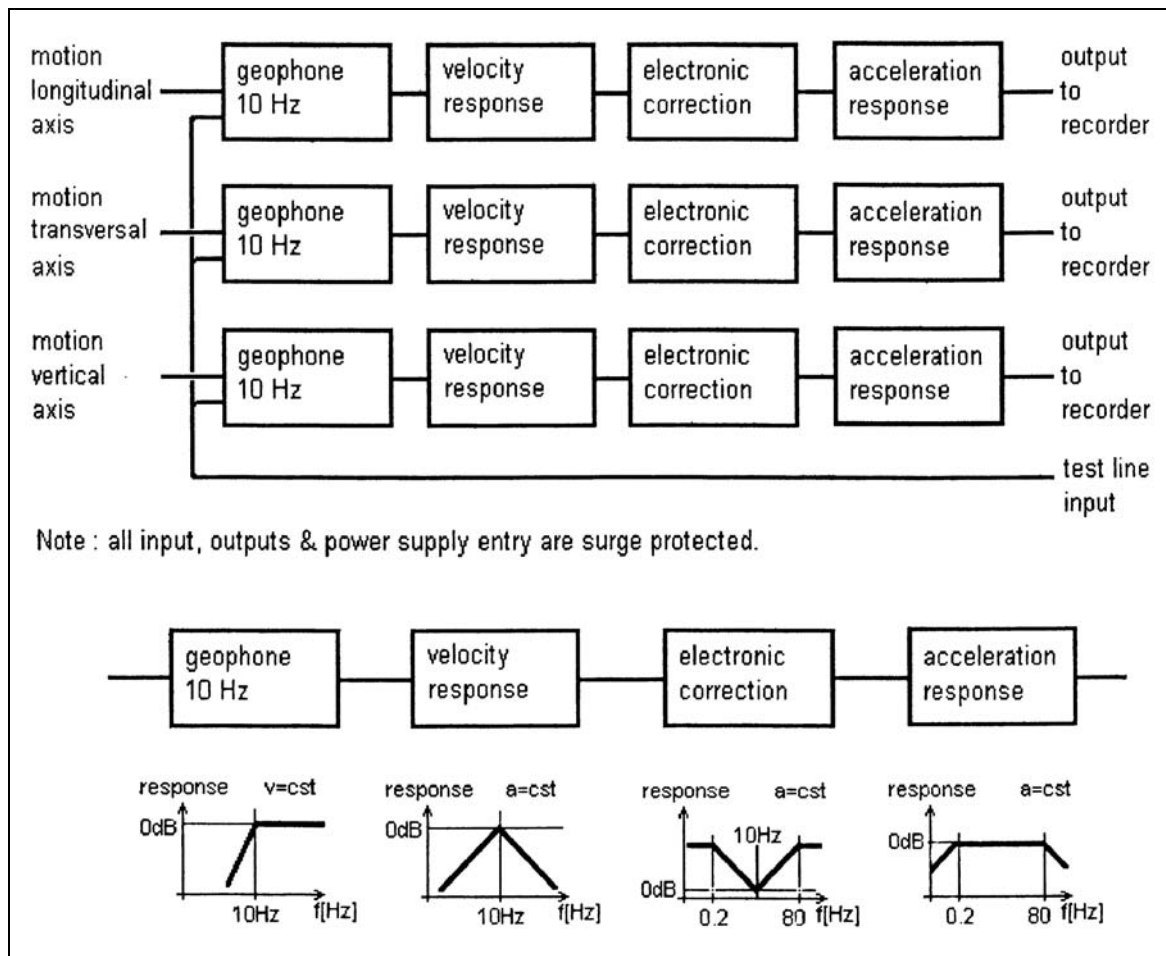 motion
longitudinal
axis
geophone
10 Hz
velocity
response
electronic
correction
acceleration
response
output
to
recorder
motion
transversal
axis
geophone
10 Hz
velocity
response
electronic
correction
acceleration
response
output
to
recorder
motion
vertical
axis
geophone
10 Hz
velocity
response
electronic
correction
acceleration
response
output
to
recorder
test line
input
Note : all input, outputs & power supply entry are surge protected.
geophone
10 Hz
velocity
response
electronic
correction
acceleration
response
response v=cst
0dB
10Hz f[Hz]
response a=cst
0dB
10Hz f[Hz]
response a=cst
10Hz
0dB
0.2 80 f[Hz]
response a=cst
0dB
0.2 80 f[Hz]